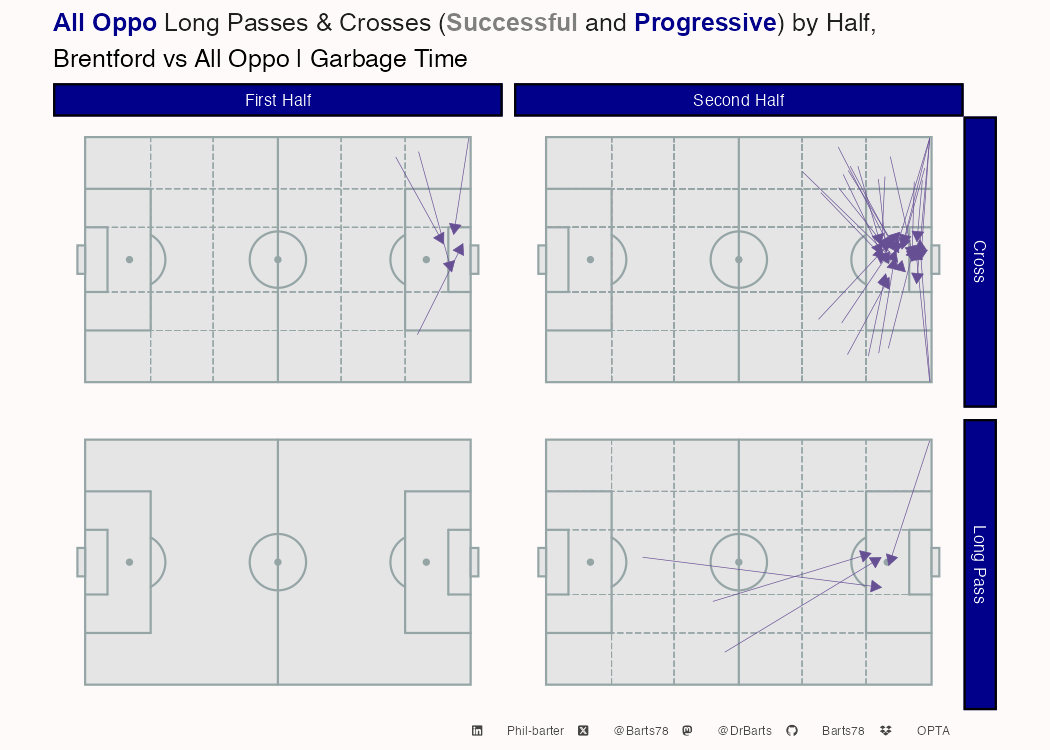 All Oppo Long Passes & Crosses (Successful and Progressive) by Half,
Brentford vs All Oppo | Garbage Time
First Half
Second Half
Cross
Long Pass
Phil-barter @Barts78 @DrBarts Barts78 OPTA